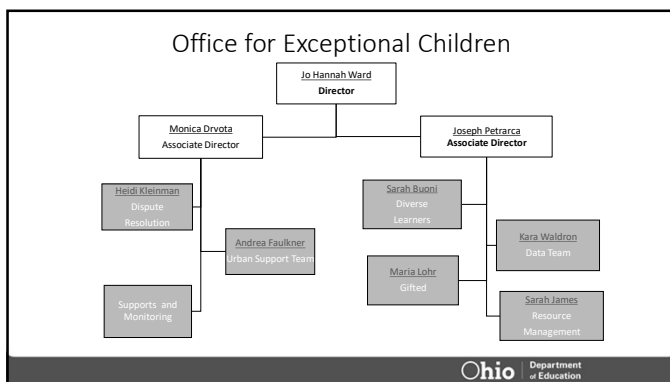 Office for Exceptional Children
Jo Hannah Ward
Director
Monica Drvota
Associate Director
Joseph Petrarca
Associate Director
Heidi Kleinman
Dispute
Resolution
Andrea Faulkner
Urban Support Team
Supports and
Monitoring
Sarah Buoni
Diverse
Learners
Kara Waldron
Data Team
Maria Lohr
Gifted
Sarah James
Resource
Management
Ohio
Department
of Education